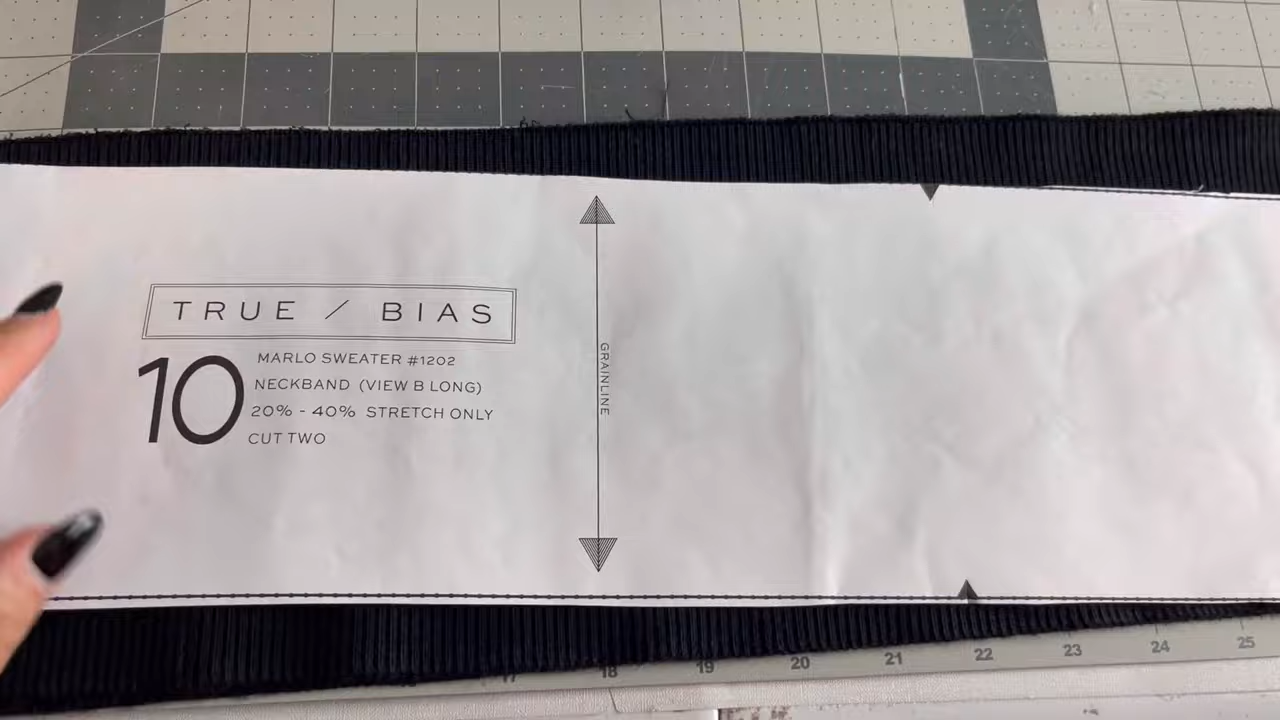 TRUE / BIAS
10
MARLO SWEATER #1202
NECKBAND (VIEW B LONG)
20% - 40% STRETCH ONLY
CUT TWO
GRAINLINE
17 18 19 20 21 22 23 24 25